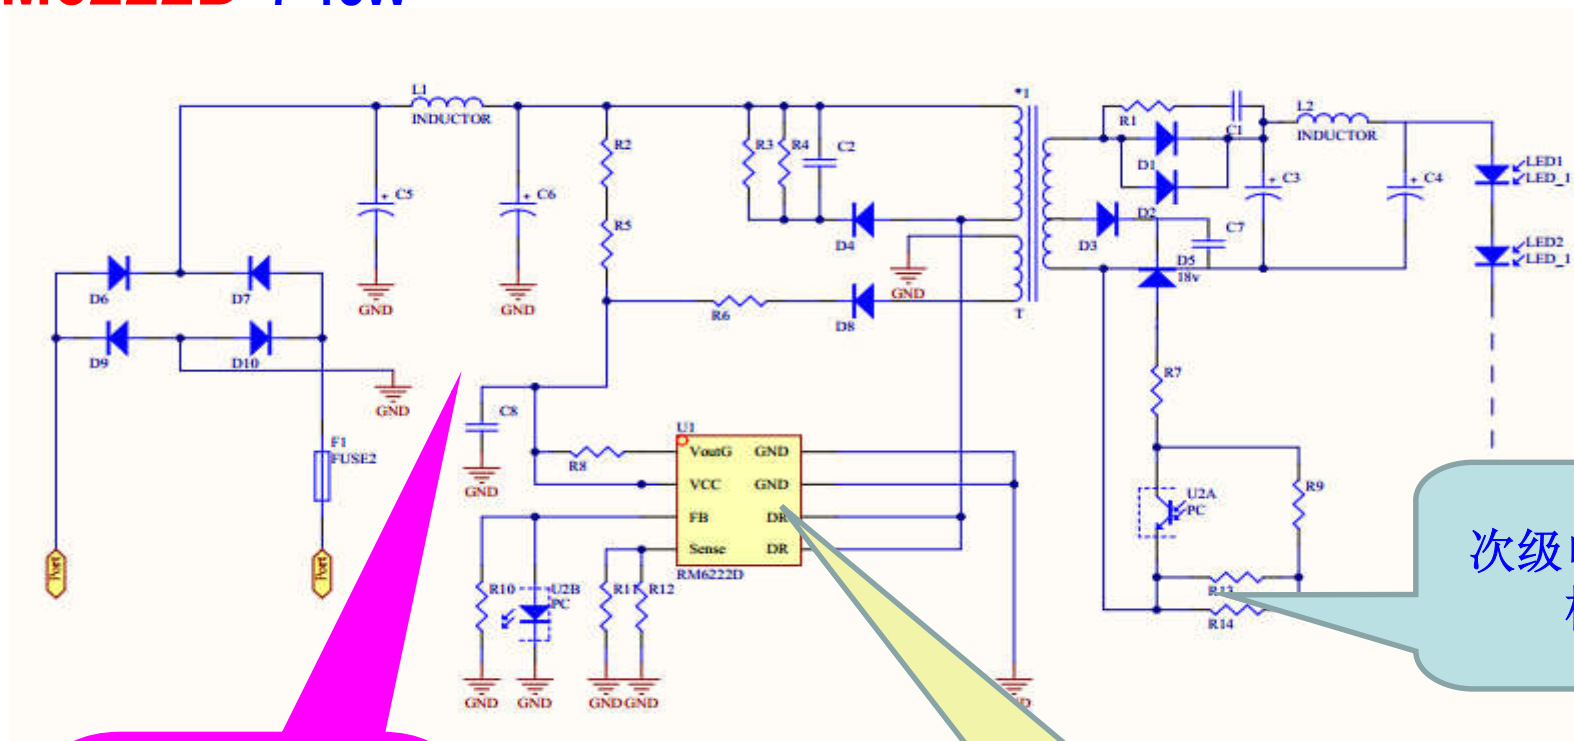 L1
INDUCTOR
*1
R1
C1
L2
INDUCTOR
R2
R3
R4
C2
D1
LED1
LED_1
C5
C6
C3
C4
D2
R5
D4
D3
C7
LED2
LED_1
D5
18v
D6
D7
GND
GND
GND
R6
D8
T
D9
D10
GND
R7
C8
U1
F1
FUSE2
R8
VoutG
GND
GND
VCC
GND
U2A
PC
R9
FB
DR
Sense
DR
次级
Port
Port
RM6222D
R10
U2B
PC
R11
R12
R13
R14
GND
GND
GND
GND